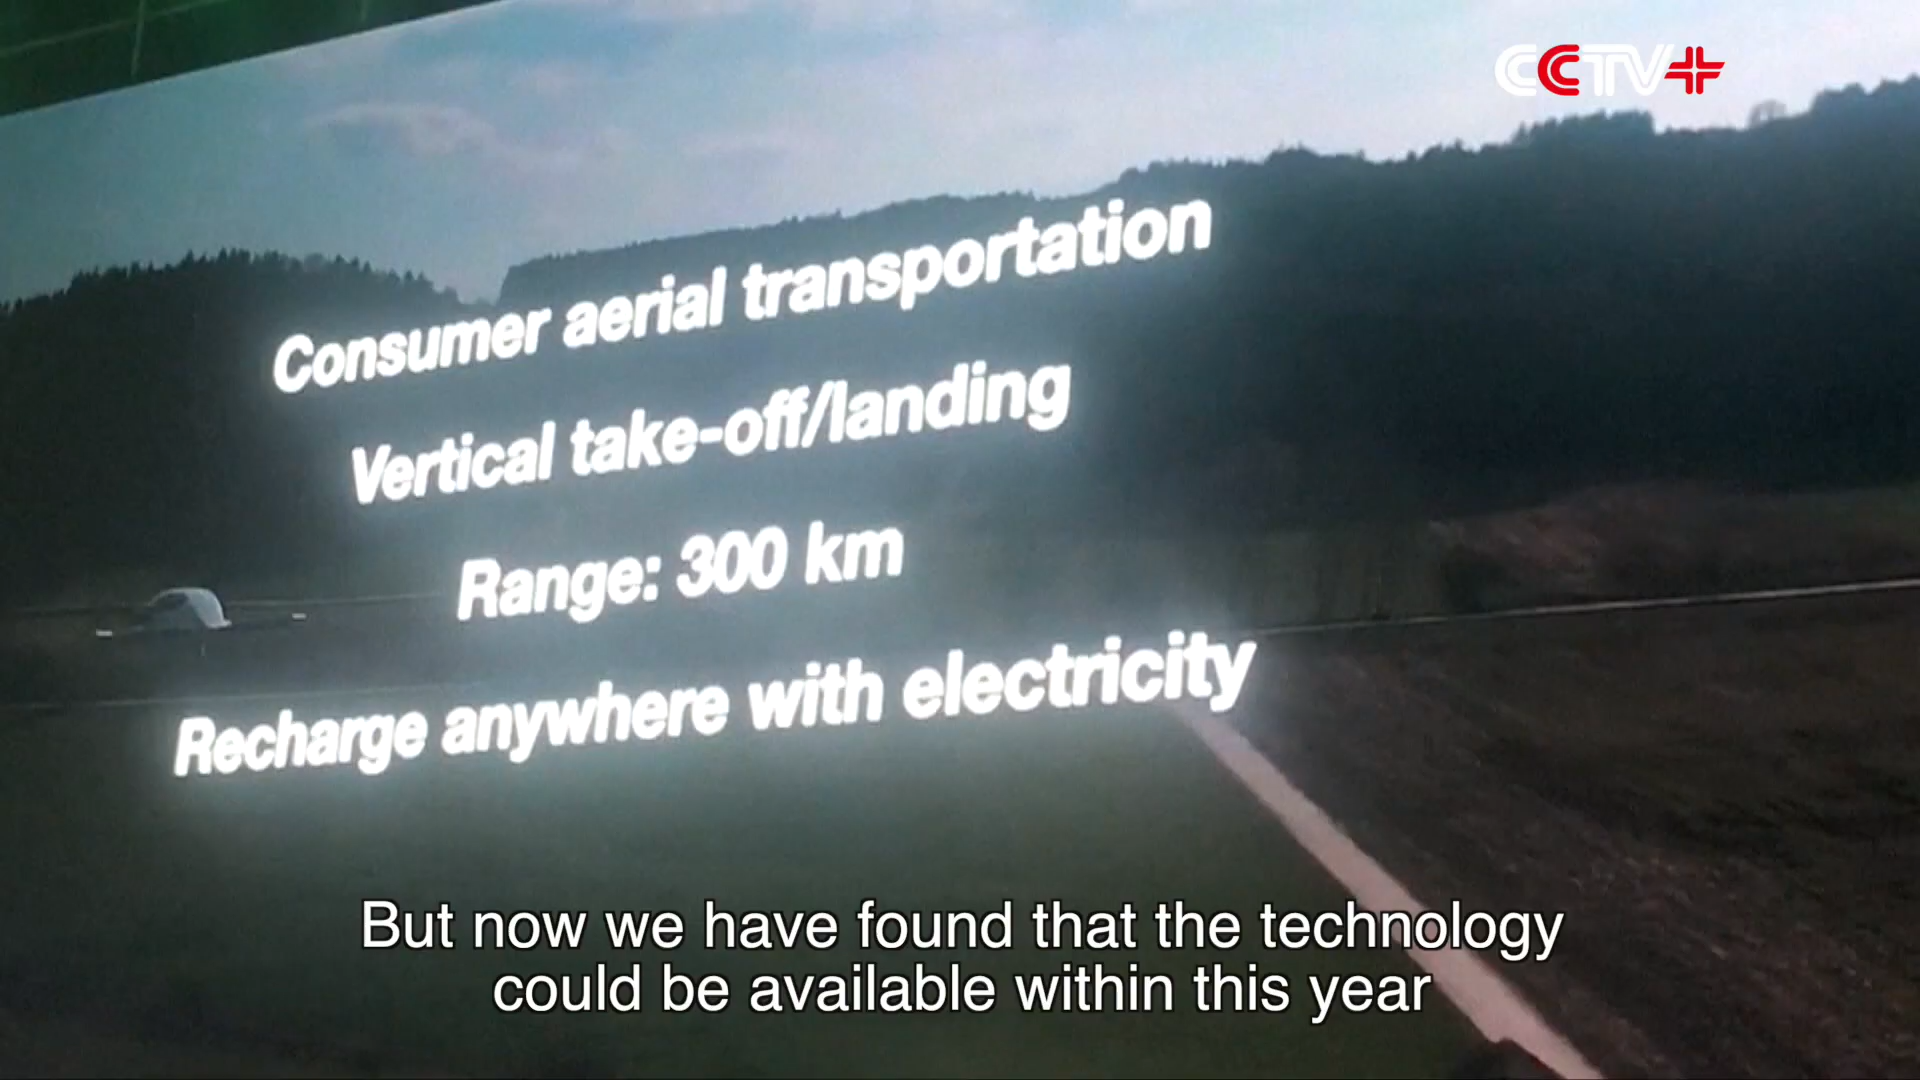 CCTV+
Consumer aerial transportation
Vertical take-off/landing
Range: 300 km
Recharge anywhere with electricity
But now we have found that the technology
could be available within this year